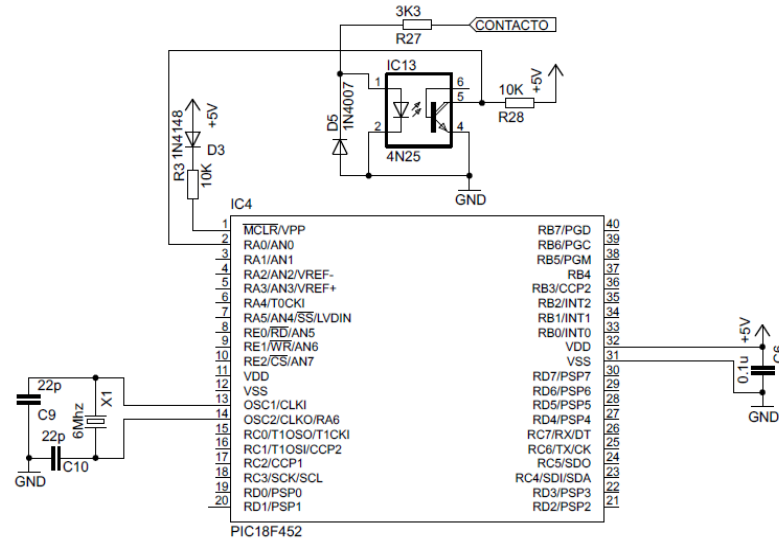 3K3
CONTACTO
R27
IC13
+5V
10K
R28
1
6
5
2
4
4N25
D5
1N4007
GND
+5V
1N4148
D3
R3
10K
IC4
1 MCLR/VPP
2 RA0/AN0
3 RA1/AN1
4 RA2/AN2/VREF-
5 RA3/AN3/VREF+
6 RA4/T0CKI
7 RA5/AN4/SS/LVDIN
8 RE0/RD/AN5
9 RE1/WR/AN6
10 RE2/CS/AN7
11 VDD
12 VSS
13 OSC1/CLKI
14 OSC2/CLKO/RA6
15 RC0/T1OSO/T1CKI
16 RC1/T1OSI/CCP2
17 RC2/CCP1
18 RC3/SCK/SCL
19 RD0/PSP0
20 RD1/PSP1
RB7/PGD 40
RB6/PGC 39
RB5/PGM 38
RB4 37
RB3/CCP2 36
RB2/INT2 35
RB1/INT1 34
RB0/INT0 33
VDD 32
VSS 31
RD7/PSP7 30
RD6/PSP6 29
RD5/PSP5 28
RD4/PSP4 27
RC7/RX/DT 26
RC6/TX/CK 25
RC5/SDO 24
RC4/SDI/SDA 23
RD3/PSP3 22
RD2/PSP2 21
PIC18F452
22p
C9
22p
C10
X1
6Mhz
GND
+5V
C6
0.1u
GND